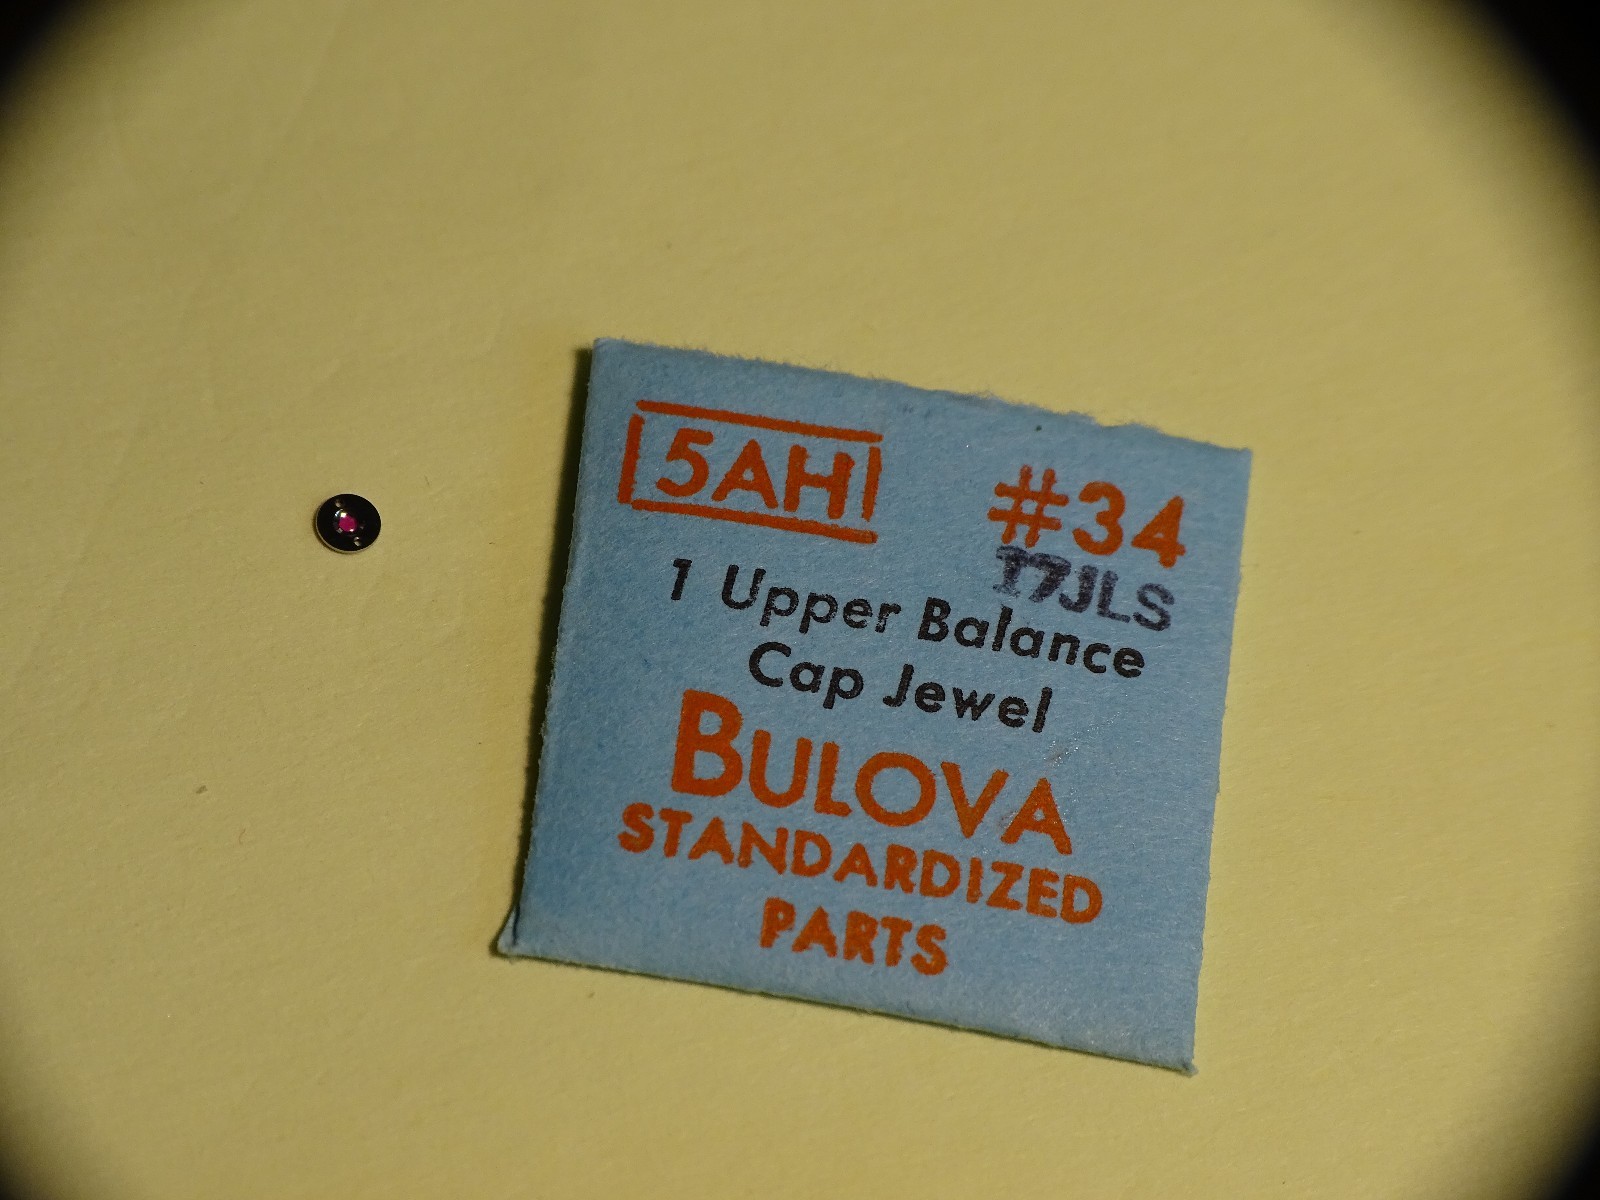 5AH #34
17JLS
1 Upper Balance
Cap Jewel
BULOVA
STANDARDIZED
PARTS